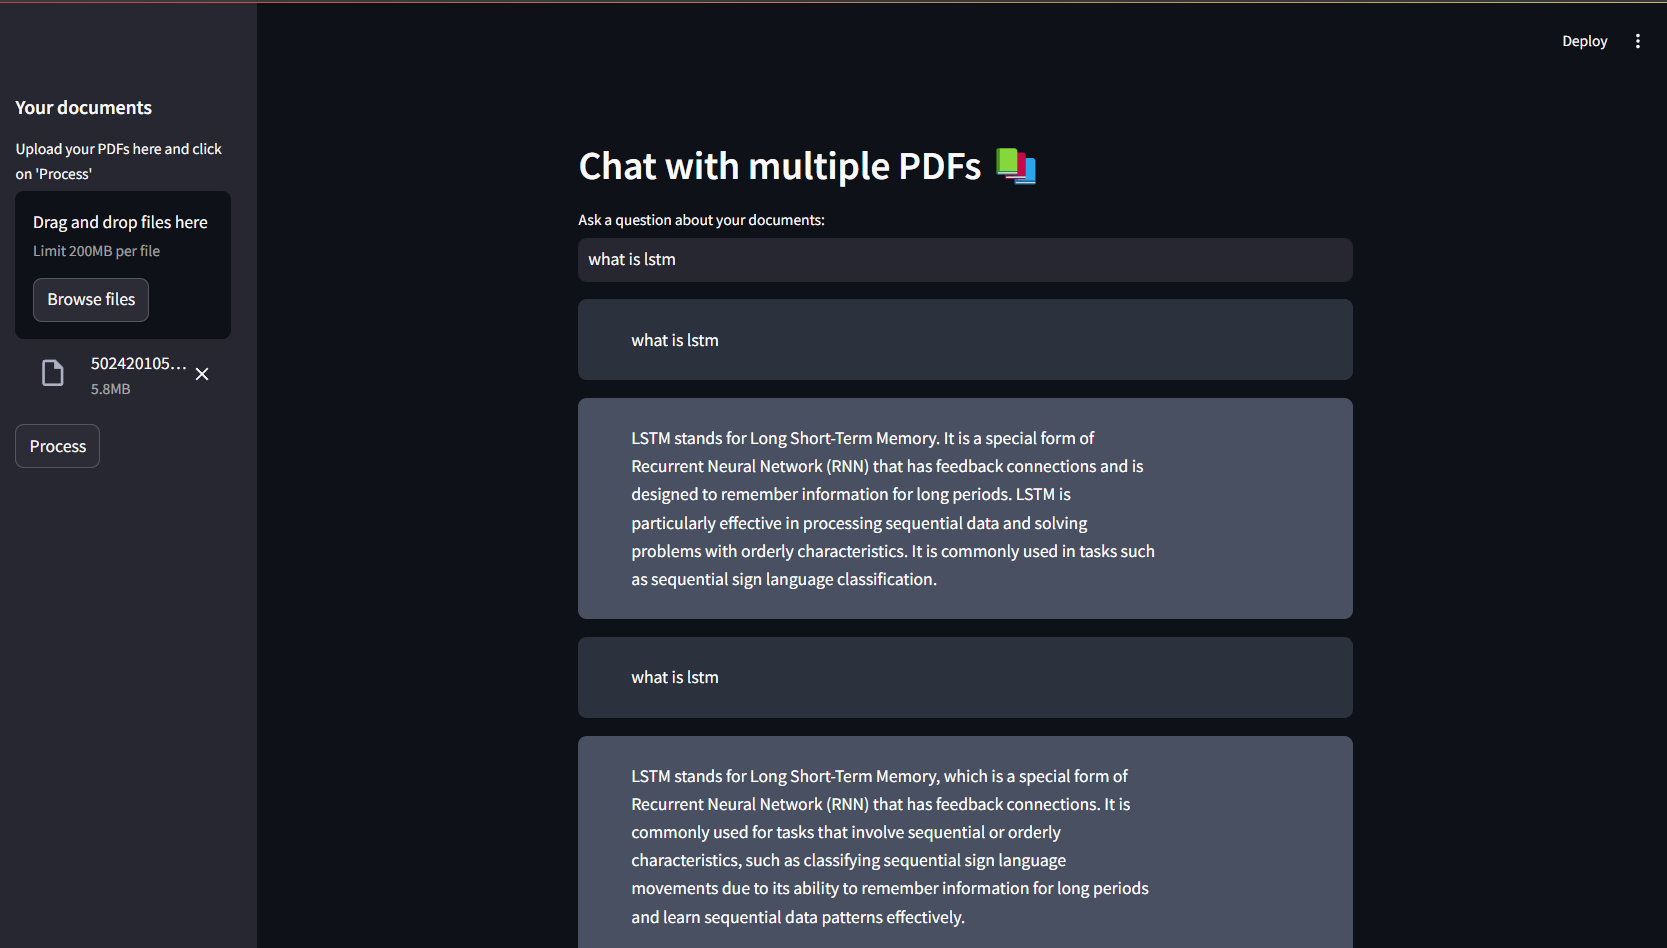 Deploy
Your documents
Upload your PDFs here and click
on 'Process'
Drag and drop files here
Limit 200MB per file
Browse files
502420105...
5.8MB
Process
Chat with multiple PDFs
Ask a question about your documents:
what is lstm
what is lstm
LSTM stands for Long Short-Term Memory. It is a special form of
Recurrent Neural Network (RNN) that has feedback connections and is
designed to remember information for long periods. LSTM is
particularly effective in processing sequential data and solving
problems with orderly characteristics. It is commonly used in tasks such
as sequential sign language classification.
what is lstm
LSTM stands for Long Short-Term Memory, which is a special form of
Recurrent Neural Network (RNN) that has feedback connections. It is
commonly used for tasks that involve sequential or orderly
characteristics, such as classifying sequential sign language
movements due to its ability to remember information for long periods
and learn sequential data patterns effectively.